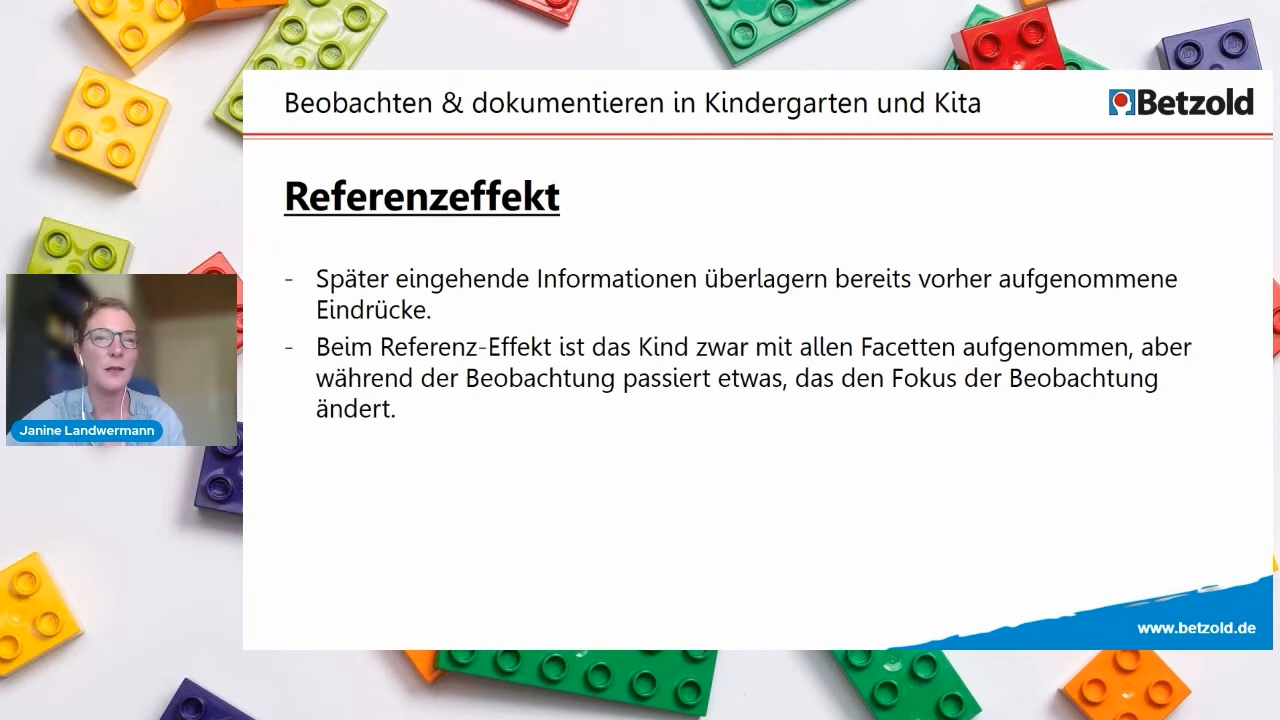 Beobachten & dokumentieren in Kindergarten und Kita
Betzold
Referenzeffekt
- Später eingehende Informationen überlagern bereits vorher aufgenommene
Eindrücke.
- Beim Referenz-Effekt ist das Kind zwar mit allen Facetten aufgenommen, aber
während der Beobachtung passiert etwas, das den Fokus der Beobachtung
ändert.
Janine Landwermann
www.betzold.de